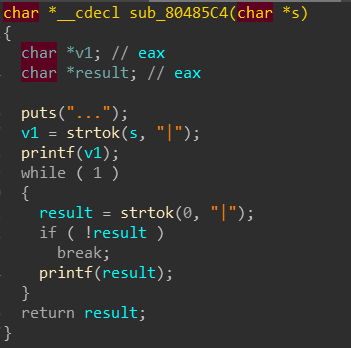 char *__cdecl sub_80485C4(char *s)
{
  char *v1; // eax
  char *result; // eax

  puts("...");
  v1 = strtok(s, "|");
  printf(v1);
  while ( 1 )
  {
    result = strtok(0, "|");
    if ( !result )
      break;
    printf(result);
  }
  return result;
}